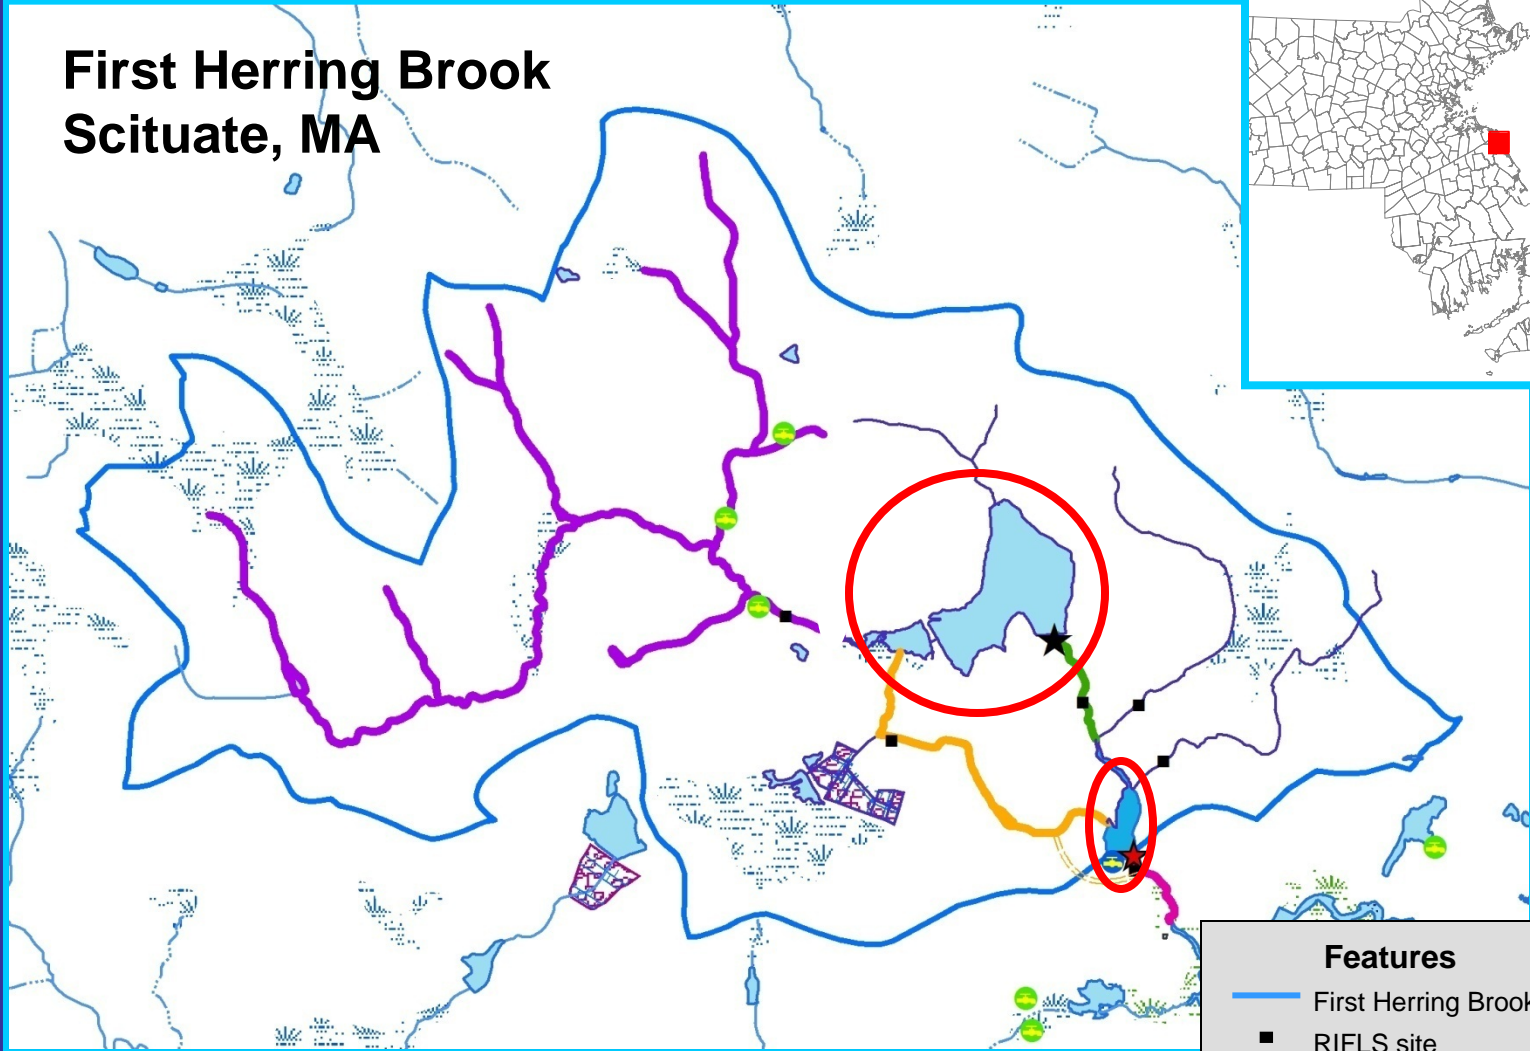 First Herring Brook
Scituate, MA
Features
First Herring Brook
RIFLS site